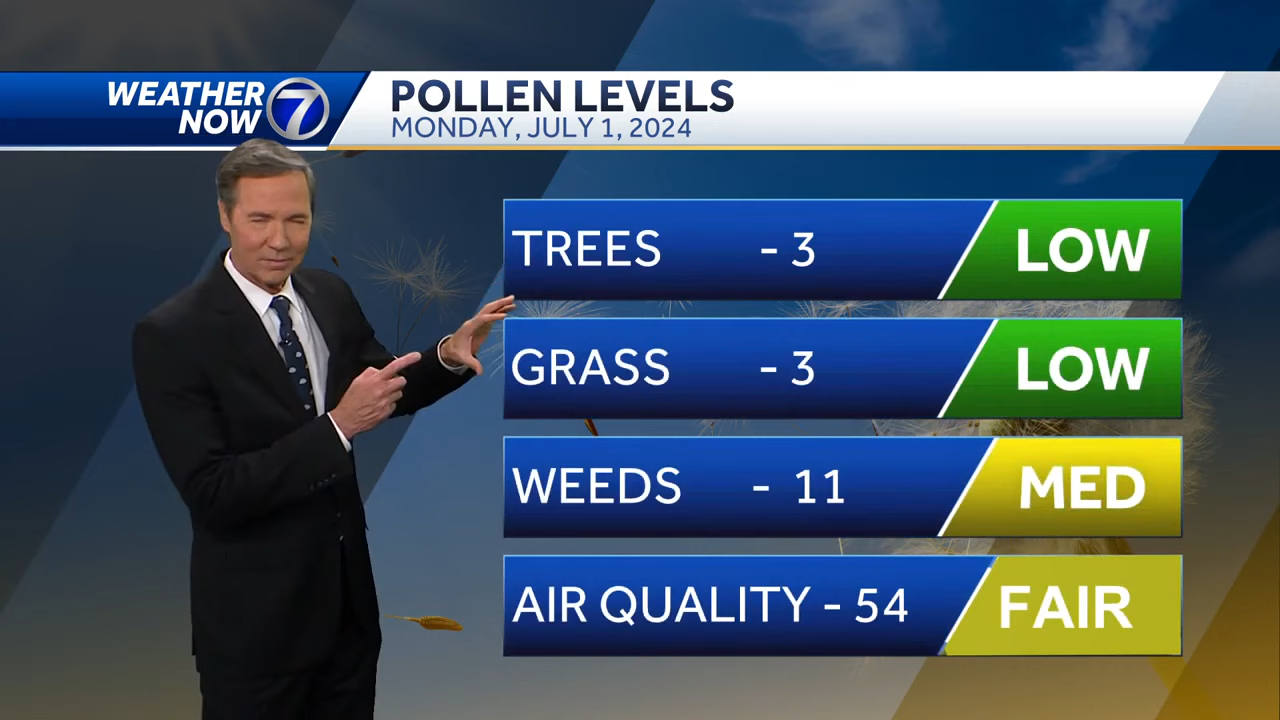 WEATHER
NOW 7
POLLEN LEVELS
MONDAY, JULY 1, 2024
TREES - 3 LOW
GRASS - 3 LOW
WEEDS - 11 MED
AIR QUALITY - 54 FAIR